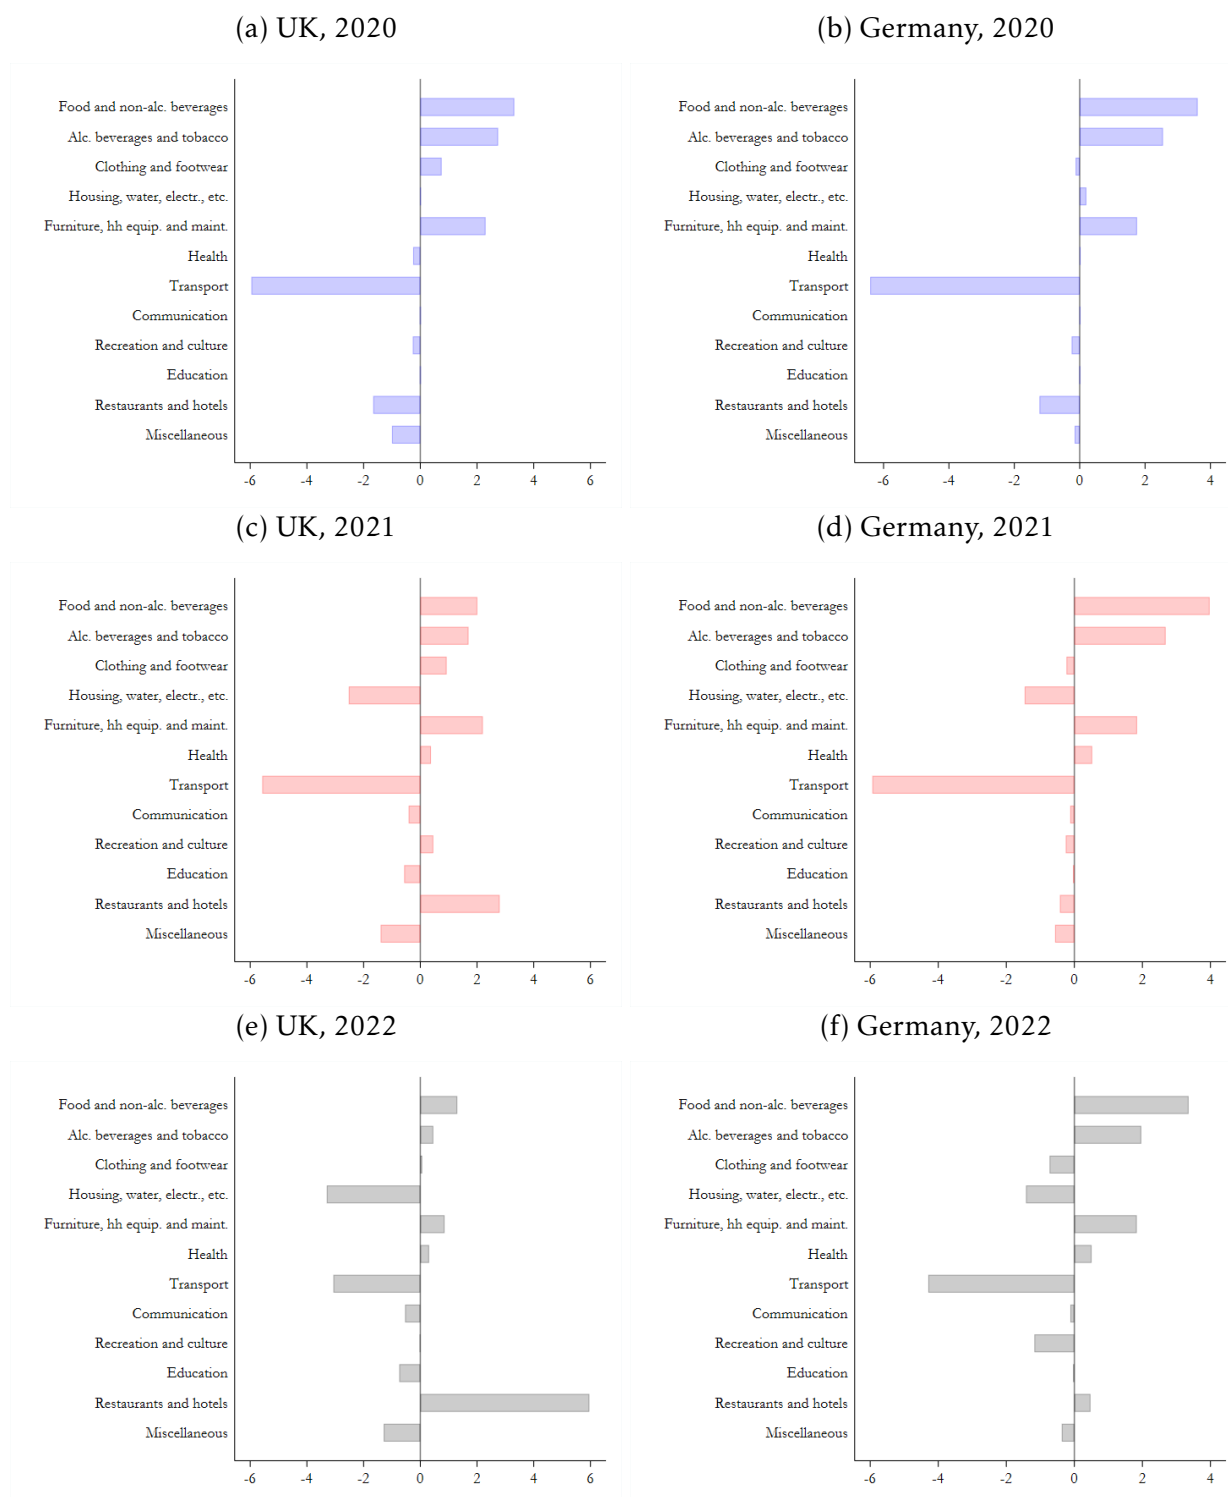 (a) UK, 2020
Food and non-alc. beverages
Alc. beverages and tobacco
Clothing and footwear
Housing, water, electr., etc.
Furniture, hh equip. and maint.
Health
Transport
Communication
Recreation and culture
Education
Restaurants and hotels
Miscellaneous
-6 -4 -2 0 2 4 6
(b) Germany, 2020
Food and non-alc. beverages
Alc. beverages and tobacco
Clothing and footwear
Housing, water, electr., etc.
Furniture, hh equip. and maint.
Health
Transport
Communication
Recreation and culture
Education
Restaurants and hotels
Miscellaneous
-6 -4 -2 0 2 4
(c) UK, 2021
Food and non-alc. beverages
Alc. beverages and tobacco
Clothing and footwear
Housing, water, electr., etc.
Furniture, hh equip. and maint.
Health
Transport
Communication
Recreation and culture
Education
Restaurants and hotels
Miscellaneous
-6 -4 -2 0 2 4 6
(d) Germany, 2021
Food and non-alc. beverages
Alc. beverages and tobacco
Clothing and footwear
Housing, water, electr., etc.
Furniture, hh equip. and maint.
Health
Transport
Communication
Recreation and culture
Education
Restaurants and hotels
Miscellaneous
-6 -4 -2 0 2 4
(e) UK, 2022
Food and non-alc. beverages
Alc. beverages and tobacco
Clothing and footwear
Housing, water, electr., etc.
Furniture, hh equip. and maint.
Health
Transport
Communication
Recreation and culture
Education
Restaurants and hotels
Miscellaneous
-6 -4 -2 0 2 4 6
(f) Germany, 2022
Food and non-alc. beverages
Alc. beverages and tobacco
Clothing and footwear
Housing, water, electr., etc.
Furniture, hh equip. and maint.
Health
Transport
Communication
Recreation and culture
Education
Restaurants and hotels
Miscellaneous
-6 -4 -2 0 2 4